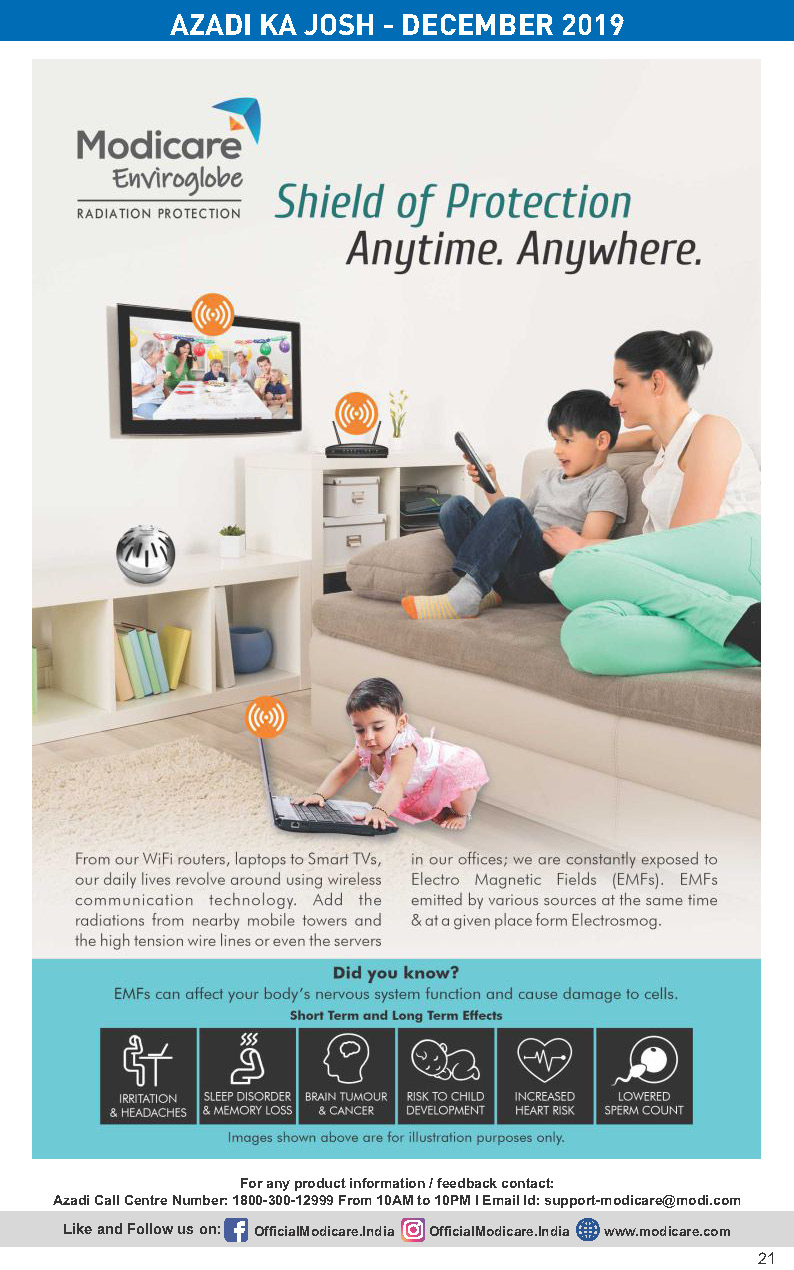 AZADI KA JOSH - DECEMBER 2019
Modicare
Enviroglobe
RADIATION PROTECTION
Shield of Protection
Anytime. Anywhere.
From our WiFi routers, laptops to Smart TVs,
our daily lives revolve around using wireless
communication technology. Add the
radiations from nearby mobile towers and
the high tension wire lines or even the servers
in our offices; we are constantly exposed to
Electro Magnetic Fields (EMFs). EMFs
emitted by various sources at the same time
& at a given place form Electrosmog.
Did you know?
EMFs can affect your body's nervous system function and cause damage to cells.
Short Term and Long Term Effects
IRRITATION
& HEADACHES
SLEEP DISORDER
& MEMORY LOSS
BRAIN TUMOUR
& CANCER
RISK TO CHILD
DEVELOPMENT
INCREASED
HEART RISK
LOWERED
SPERM COUNT
Images shown above are for illustration purposes only.
For any product information / feedback contact:
Azadi Call Centre Number: 1800-300-12999 From 10AM to 10PM I Email Id: support-modicare@modi.com
Like and Follow us on: OfficialModicare.India OfficialModicare.India www.modicare.com
21